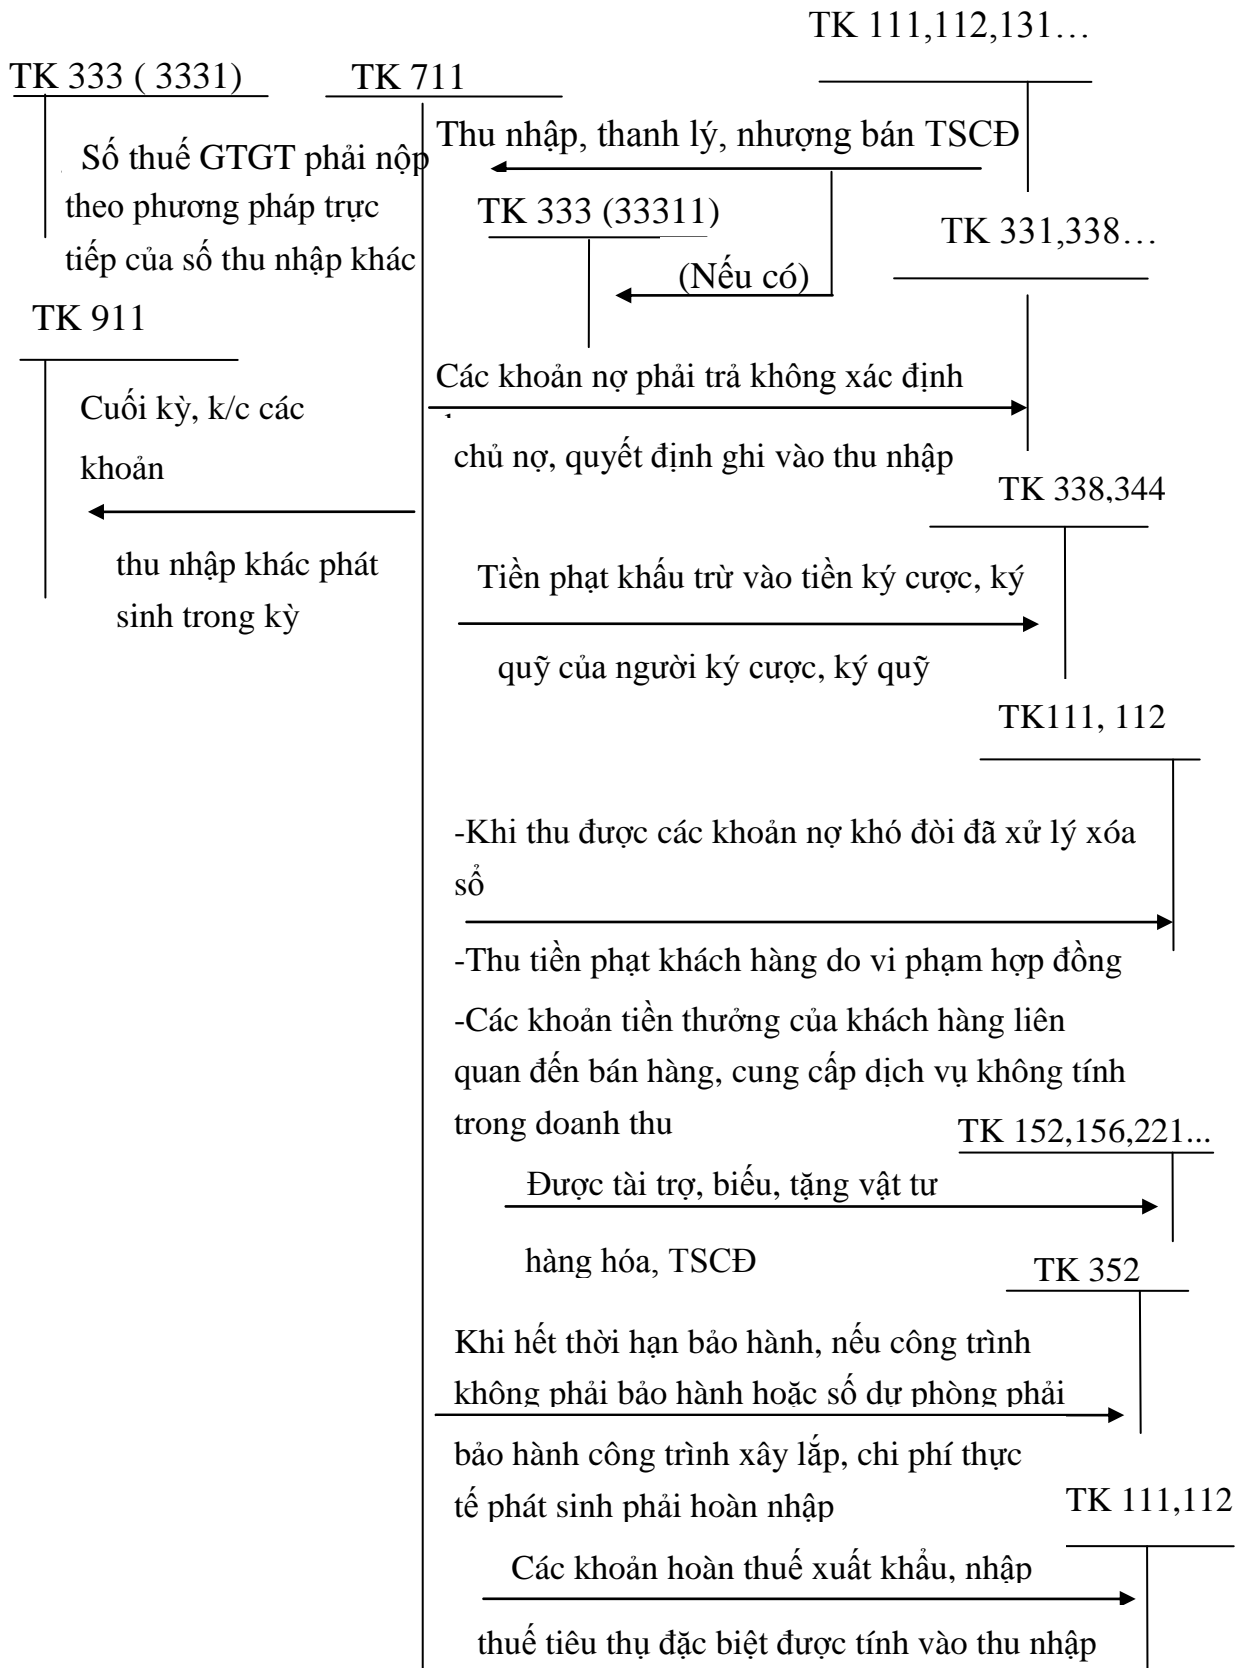 TK 111,112,131…
TK 333 ( 3331)
TK 711
Thu nhập, thanh lý, nhượng bán TSCĐ
Số thuế GTGT phải nộp
theo phương pháp trực
tiếp của số thu nhập khác
TK 333 (33311)
TK 331,338…
(Nếu có)
TK 911
Các khoản nợ phải trả không xác định
chủ nợ, quyết định ghi vào thu nhập
Cuối kỳ, k/c các
khoản
thu nhập khác phát
sinh trong kỳ
TK 338,344
Tiền phạt khấu trừ vào tiền ký cược, ký
quỹ của người ký cược, ký quỹ
TK111, 112
-Khi thu được các khoản nợ khó đòi đã xử lý xóa
sổ
-Thu tiền phạt khách hàng do vi phạm hợp đồng
-Các khoản tiền thưởng của khách hàng liên
quan đến bán hàng, cung cấp dịch vụ không tính
trong doanh thu
TK 152,156,221...
Được tài trợ, biếu, tặng vật tư
hàng hóa, TSCĐ
TK 352
Khi hết thời hạn bảo hành, nếu công trình
không phải bảo hành hoặc số dự phòng phải
bảo hành công trình xây lắp, chi phí thực
tế phát sinh phải hoàn nhập
TK 111,112
Các khoản hoàn thuế xuất khẩu, nhập
thuế tiêu thụ đặc biệt được tính vào thu nhập